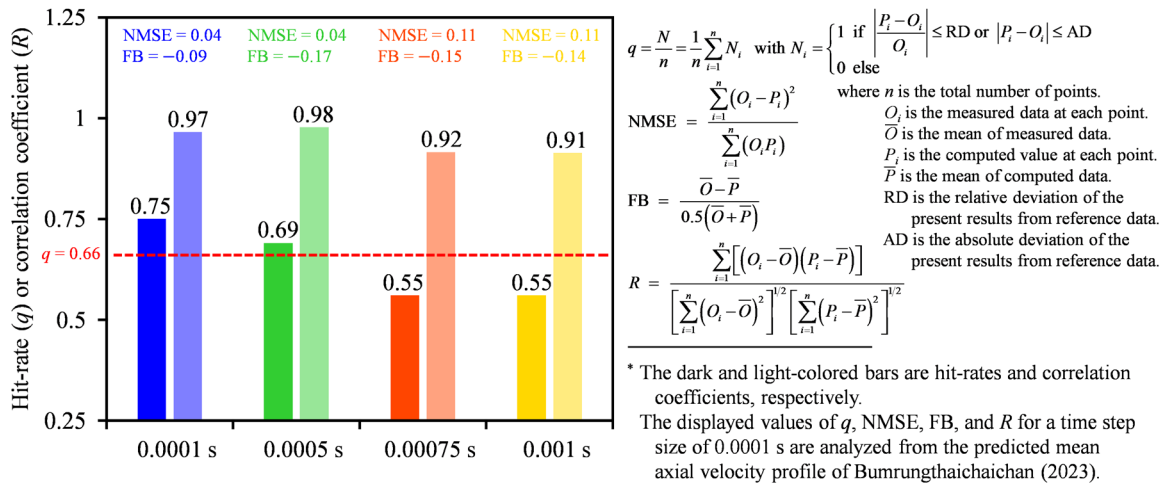 1.25
1
0.75
0.5
0.25
Hit-rate (q) or correlation coefficient (R)
q = 0.66
NMSE = 0.04
FB = −0.09
NMSE = 0.04
FB = −0.17
NMSE = 0.11
FB = −0.15
NMSE = 0.11
FB = −0.14
0.75
0.97
0.69
0.98
0.55
0.92
0.55
0.91
0.0001 s
0.0005 s
0.00075 s
0.001 s
q = N/n = 1/n ∑_{i=1}^{n} N_i with N_i = { 1 if |(P_i − O_i)/O_i| ≤ RD or |P_i − O_i| ≤ AD
0 else
where n is the total number of points.
O_i is the measured data at each point.
O̅ is the mean of measured data.
P_i is the computed value at each point.
P̅ is the mean of computed data.
RD is the relative deviation of the
present results from reference data.
AD is the absolute deviation of the
present results from reference data.
NMSE = ∑_{i=1}^{n} (O_i − P_i)^2 / ∑_{i=1}^{n} (O_i P_i)
FB = (O̅ − P̅) / 0.5(O̅ + P̅)
R = ∑_{i=1}^{n} [(O_i − O̅)(P_i − P̅)] / [∑_{i=1}^{n} (O_i − O̅)^2]^{1/2} [∑_{i=1}^{n} (P_i − P̅)^2]^{1/2}
* The dark and light-colored bars are hit-rates and correlation
coefficients, respectively.
The displayed values of q, NMSE, FB, and R for a time step
size of 0.0001 s are analyzed from the predicted mean
axial velocity profile of Bumrungthaichaichan (2023).